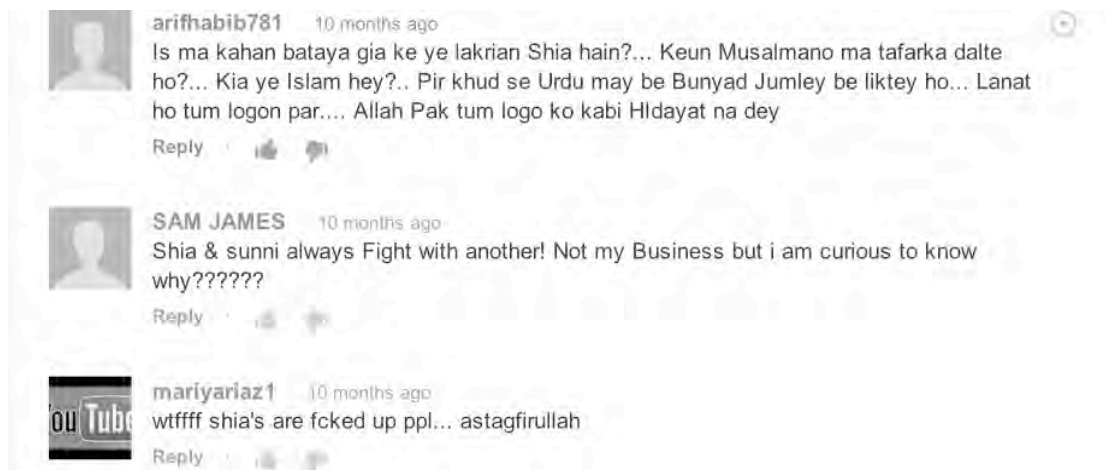 arifhabib781 10 months ago
Is ma kahan bataya gia ke ye lakrian Shia hain?... Keun Musalmano ma tafarka dalte
ho?... Kia ye Islam hey?.. Pir khud se Urdu may be Bunyad Jumley be liktey ho... Lanat
ho tum logon par.... Allah Pak tum logo ko kabi HIdayat na dey
Reply
SAM JAMES 10 months ago
Shia & sunni always Fight with another! Not my Business but i am curious to know
why??????
Reply
mariyariaz1 10 months ago
ou Tube
wtffff shia's are fcked up ppl... astagfirullah
Reply